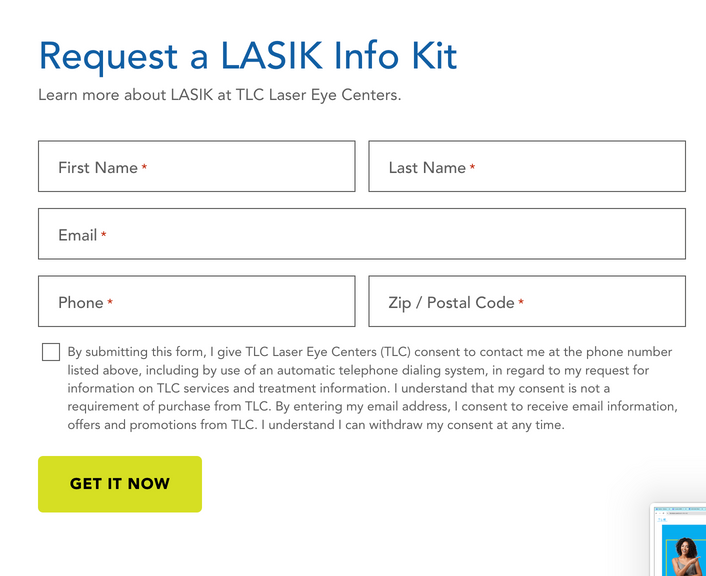 Request a LASIK Info Kit
Learn more about LASIK at TLC Laser Eye Centers.
First Name *
Last Name *
Email *
Phone *
Zip / Postal Code *
By submitting this form, I give TLC Laser Eye Centers (TLC) consent to contact me at the phone number
listed above, including by use of an automatic telephone dialing system, in regard to my request for
information on TLC services and treatment information. I understand that my consent is not a
requirement of purchase from TLC. By entering my email address, I consent to receive email information,
offers and promotions from TLC. I understand I can withdraw my consent at any time.
GET IT NOW